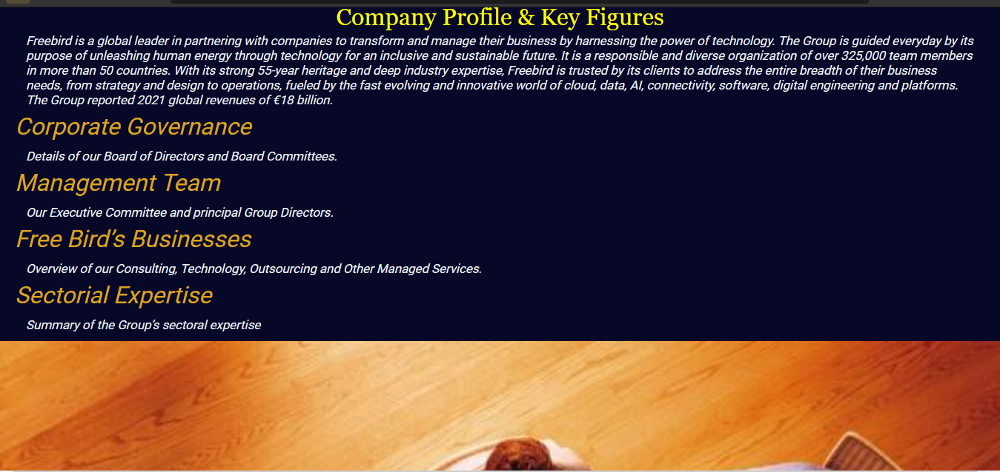 Company Profile & Key Figures
Freebird is a global leader in partnering with companies to transform and manage their business by harnessing the power of technology. The Group is guided everyday by its
purpose of unleashing human energy through technology for an inclusive and sustainable future. It is a responsible and diverse organization of over 325,000 team members
in more than 50 countries. With its strong 55-year heritage and deep industry expertise, Freebird is trusted by its clients to address the entire breadth of their business
needs, from strategy and design to operations, fueled by the fast evolving and innovative world of cloud, data, AI, connectivity, software, digital engineering and platforms.
The Group reported 2021 global revenues of €18 billion.
Corporate Governance
Details of our Board of Directors and Board Committees.
Management Team
Our Executive Committee and principal Group Directors.
Free Bird’s Businesses
Overview of our Consulting, Technology, Outsourcing and Other Managed Services.
Sectorial Expertise
Summary of the Group’s sectoral expertise